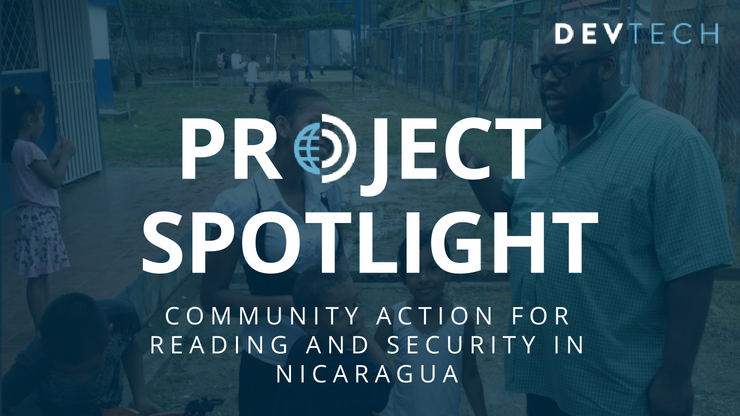 DEVTECH
PROJECT
SPOTLIGHT
COMMUNITY ACTION FOR
READING AND SECURITY IN
NICARAGUA